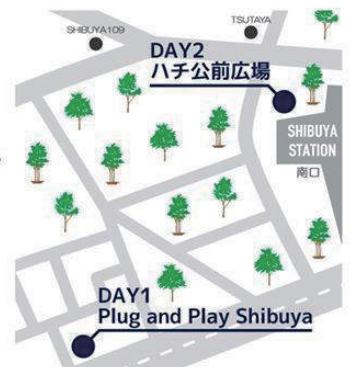 SHIBUYA109
TSUTAYA
DAY2
ハチ公前広場
SHIBUYA
STATION
南口
DAY1
Plug and Play Shibuya